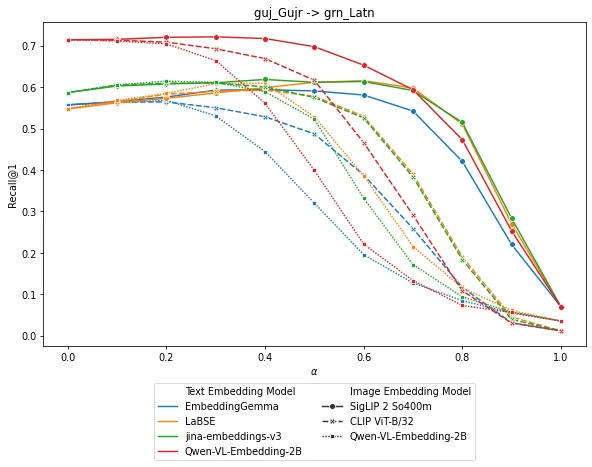 guj_Gujr -> grn_Latn
0.7
0.6
0.5
0.4
0.3
0.2
0.1
0.0
Recall@1
0.0 0.2 0.4 0.6 0.8 1.0
α
Text Embedding Model
EmbeddingGemma
LaBSE
jina-embeddings-v3
Qwen-VL-Embedding-2B
Image Embedding Model
SigLIP 2 So400m
CLIP ViT-B/32
Qwen-VL-Embedding-2B